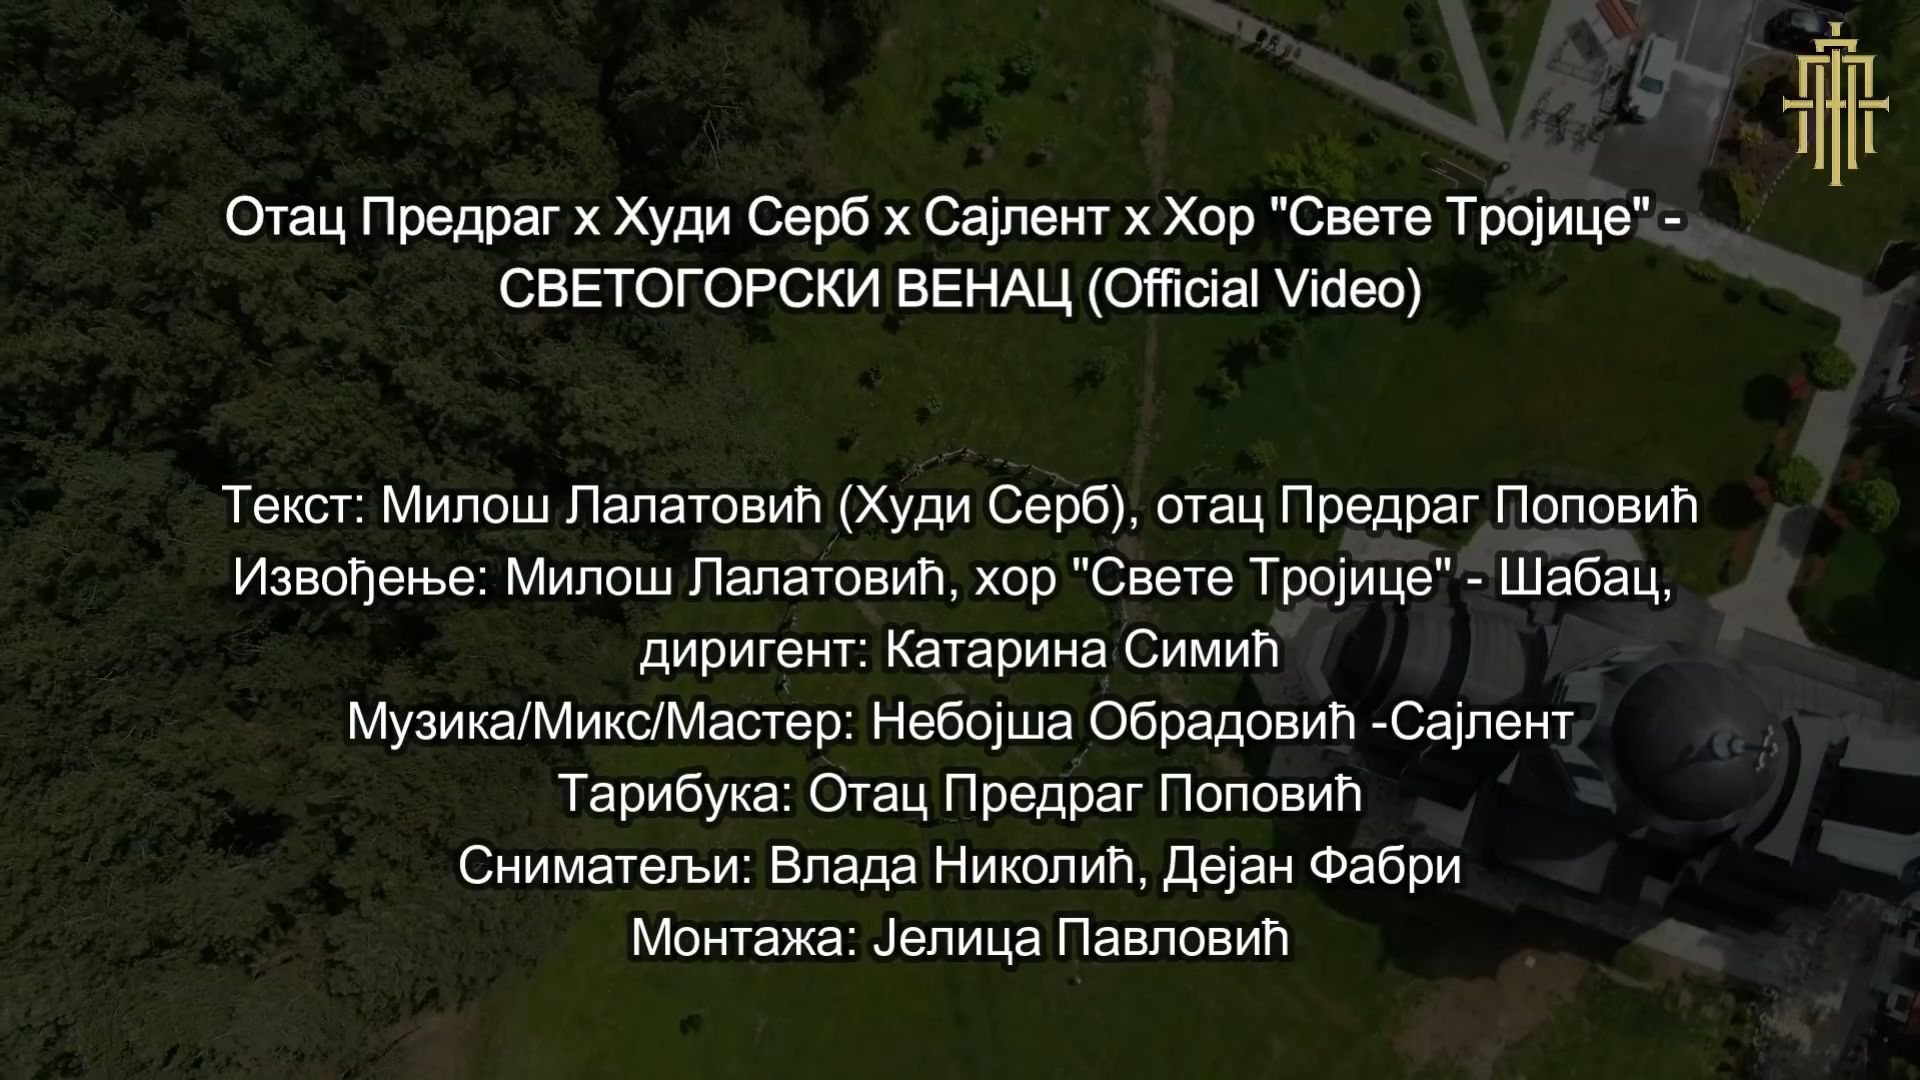 Отац Предраг x Худи Серб x Сајлент x Хор "Свете Тројице" -
СВЕТОГОРСКИ ВЕНАЦ (Official Video)
Текст: Милош Лалатовић (Худи Серб), отац Предраг Поповић
Извођење: Милош Лалатовић, хор "Свете Тројице" - Шабац,
диригент: Катарина Симић
Музика/Микс/Мастер: Небојша Обрадовић -Сајлент
Тарибука: Отац Предраг Поповић
Сниматељи: Влада Николић, Дејан Фабри
Монтажа: Јелица Павловић